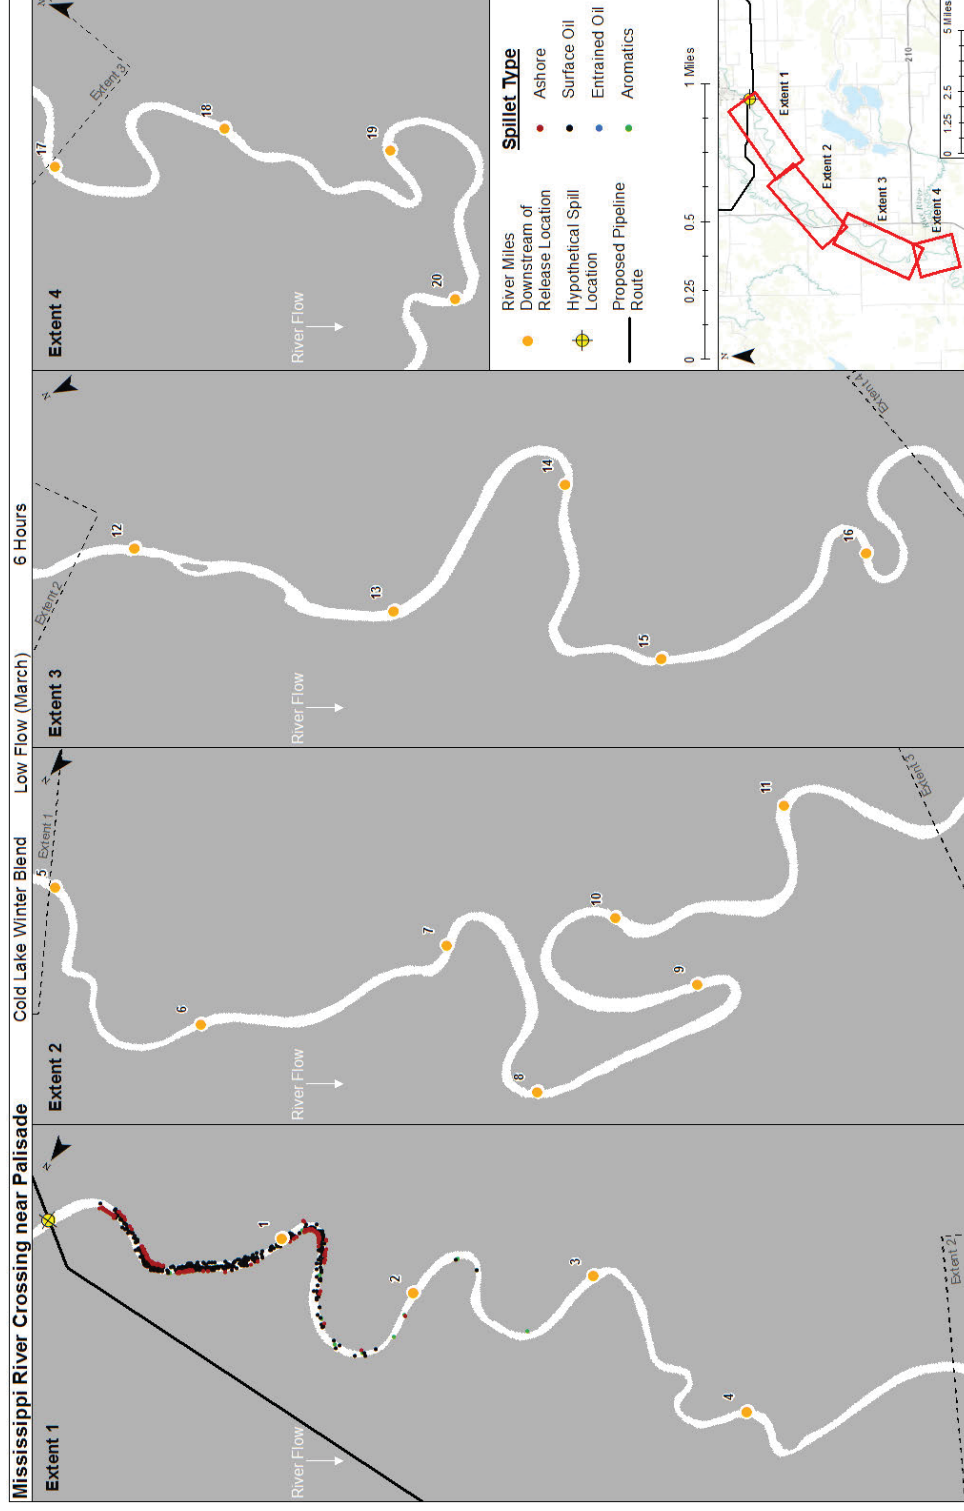 Mississippi River Crossing near Palisade
Cold Lake Winter Blend
Low Flow (March)
6 Hours
Extent 1
River Flow
N
1
2
3
4
Extent 2
Extent 2
River Flow
N
Extent 1
5
6
7
8
9
10
11
Extent 3
Extent 3
River Flow
N
Extent 2
12
13
14
15
16
Extent 4
Extent 4
River Flow
N
Extent 3
17
18
19
20
River Miles
Downstream of
Release Location
Hypothetical Spill
Location
Proposed Pipeline
Route
Spillet Type
Ashore
Surface Oil
Entrained Oil
Aromatics
0
0.25
0.5
1 Miles
N
Extent 1
Extent 2
Extent 3
Extent 4
210
0
1.25
2.5
5 Miles